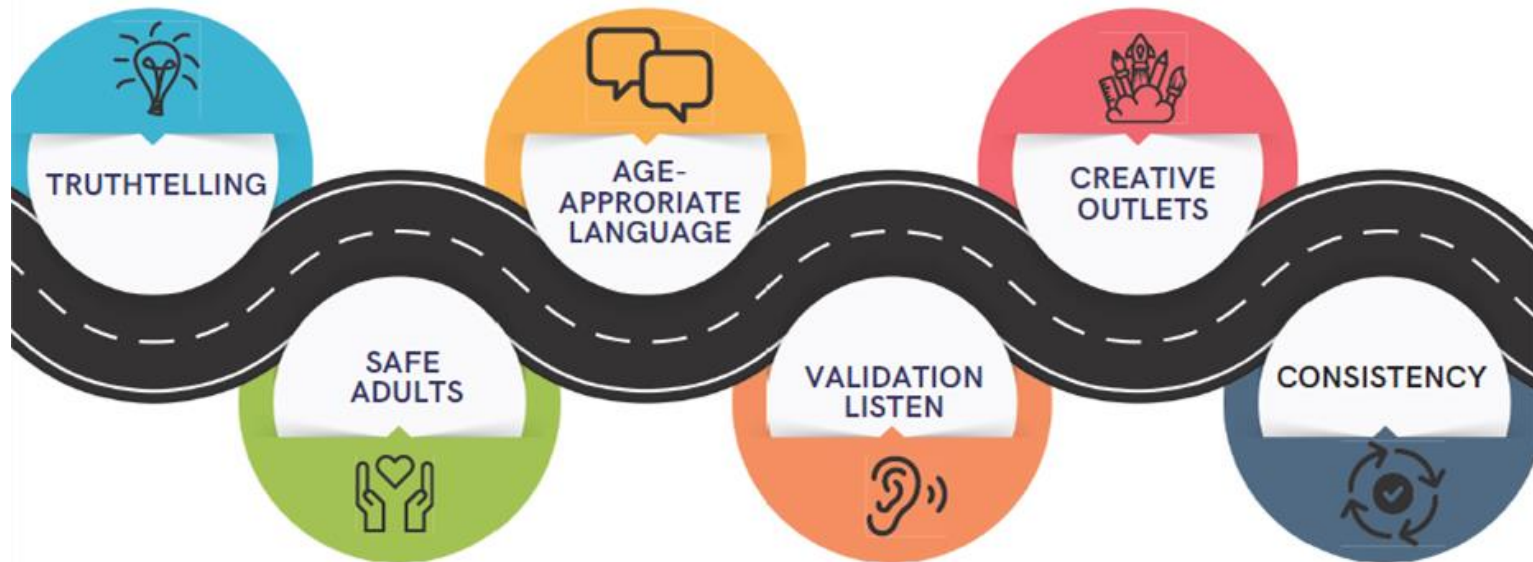 TRUTHTELLING
SAFE
ADULTS
AGE-
APPRORIATE
LANGUAGE
VALIDATION
LISTEN
CREATIVE
OUTLETS
CONSISTENCY